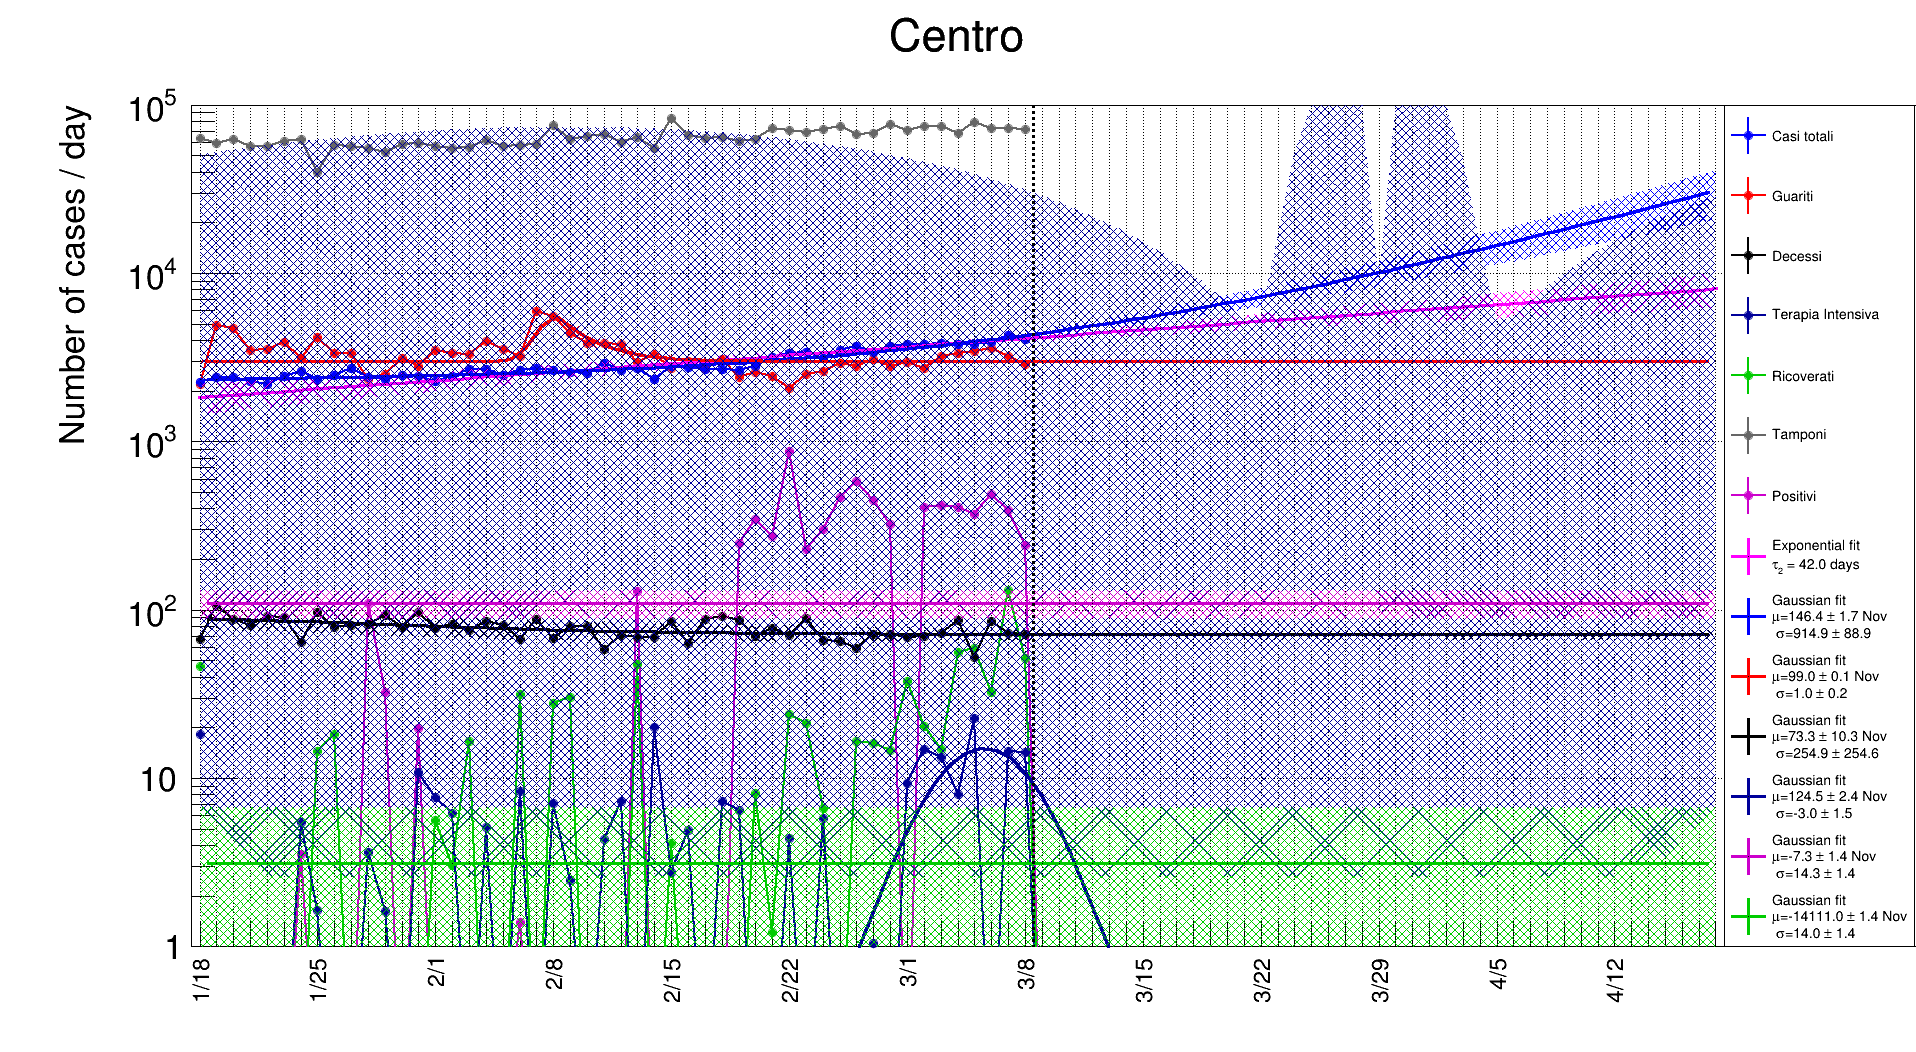 Centro
Number of cases / day
10^5
10^4
10^3
10^2
10
1
1/18
1/25
2/1
2/8
2/15
2/22
3/1
3/8
3/15
3/22
3/29
4/5
4/12
Casi totali
Guariti
Decessi
Terapia Intensiva
Ricoverati
Tamponi
Positivi
Exponential fit
τ₂ = 42.0 days
Gaussian fit
μ=146.4 ± 1.7 Nov
σ=914.9 ± 88.9
Gaussian fit
μ=99.0 ± 0.1 Nov
σ=1.0 ± 0.2
Gaussian fit
μ=73.3 ± 10.3 Nov
σ=254.9 ± 254.6
Gaussian fit
μ=124.5 ± 2.4 Nov
σ=-3.0 ± 1.5
Gaussian fit
μ=-7.3 ± 1.4 Nov
σ=14.3 ± 1.4
Gaussian fit
μ=-14111.0 ± 1.4 Nov
σ=14.0 ± 1.4